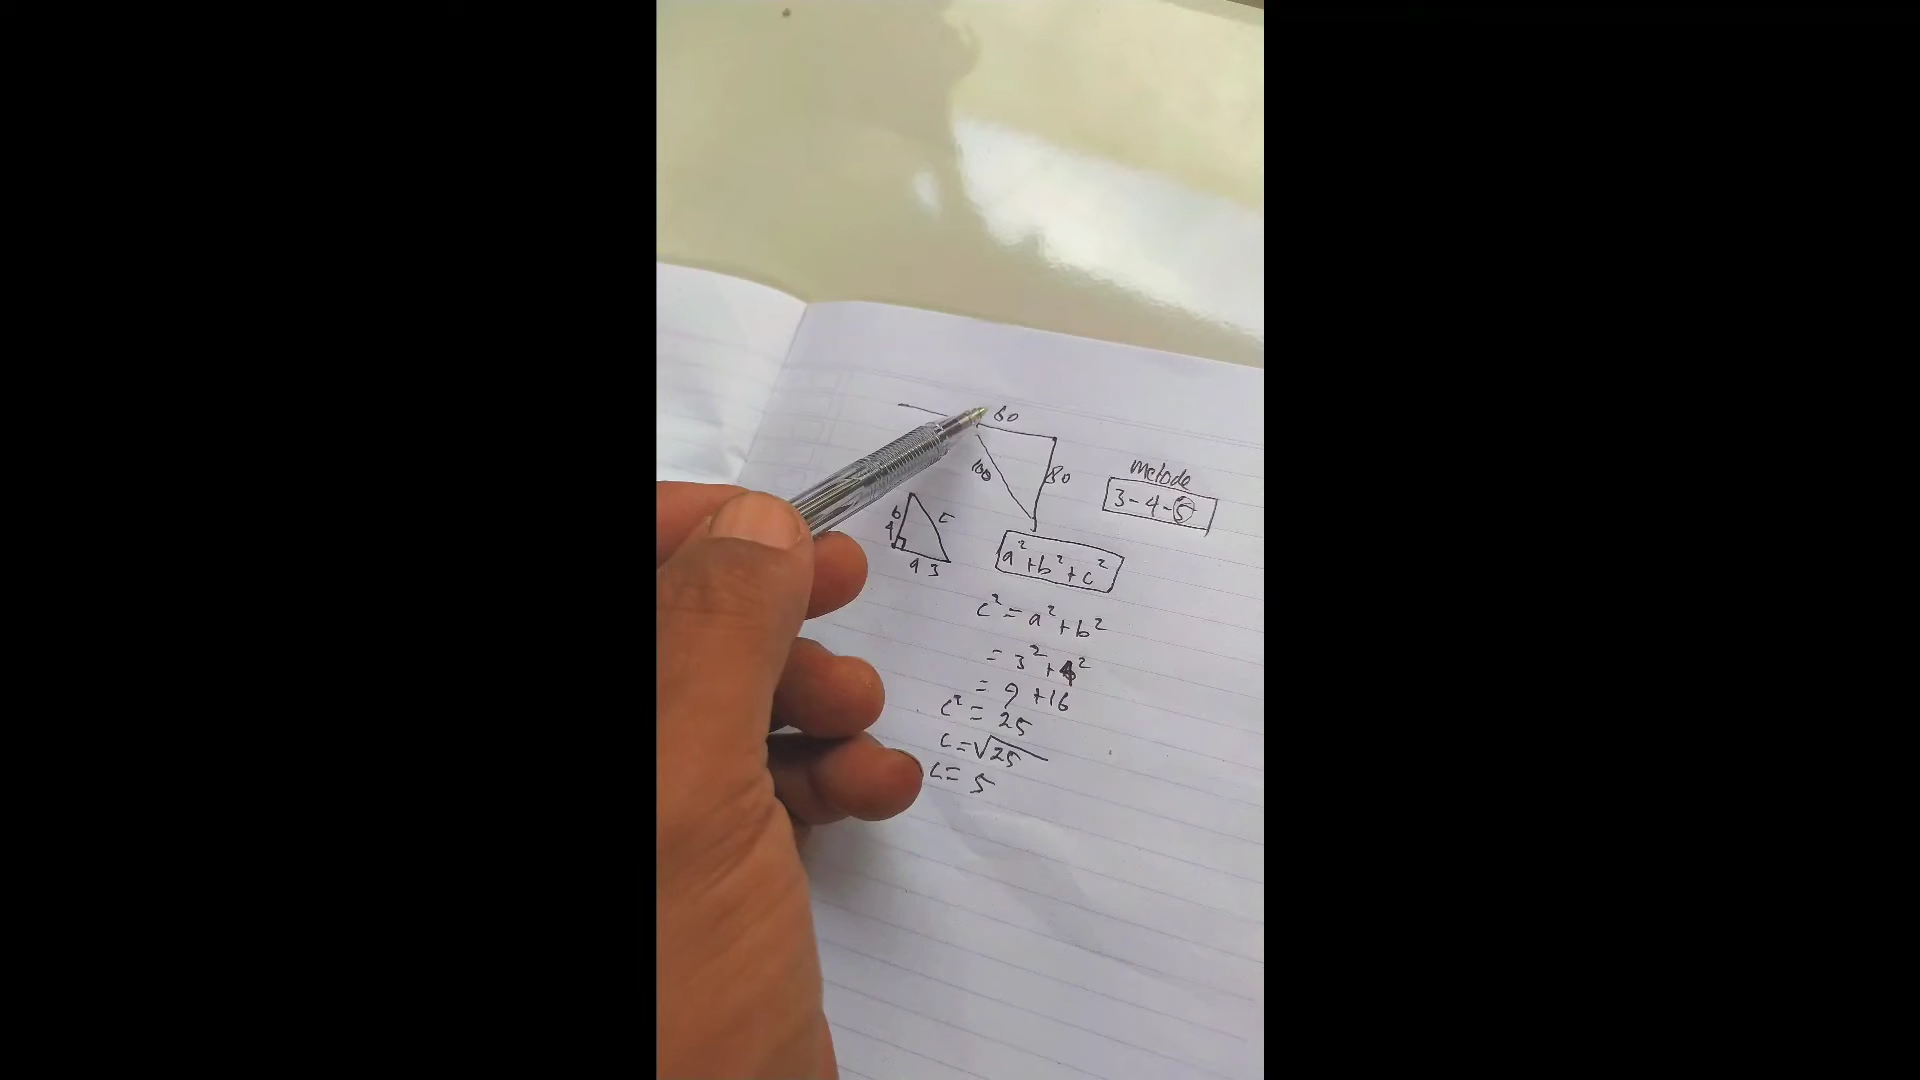 60
100
80
metode
3-4-5
b
4
c
a 3
a²+b²+c²
c² = a²+b²
= 3²+4²
= 9+16
c² = 25
c=√25
c= 5